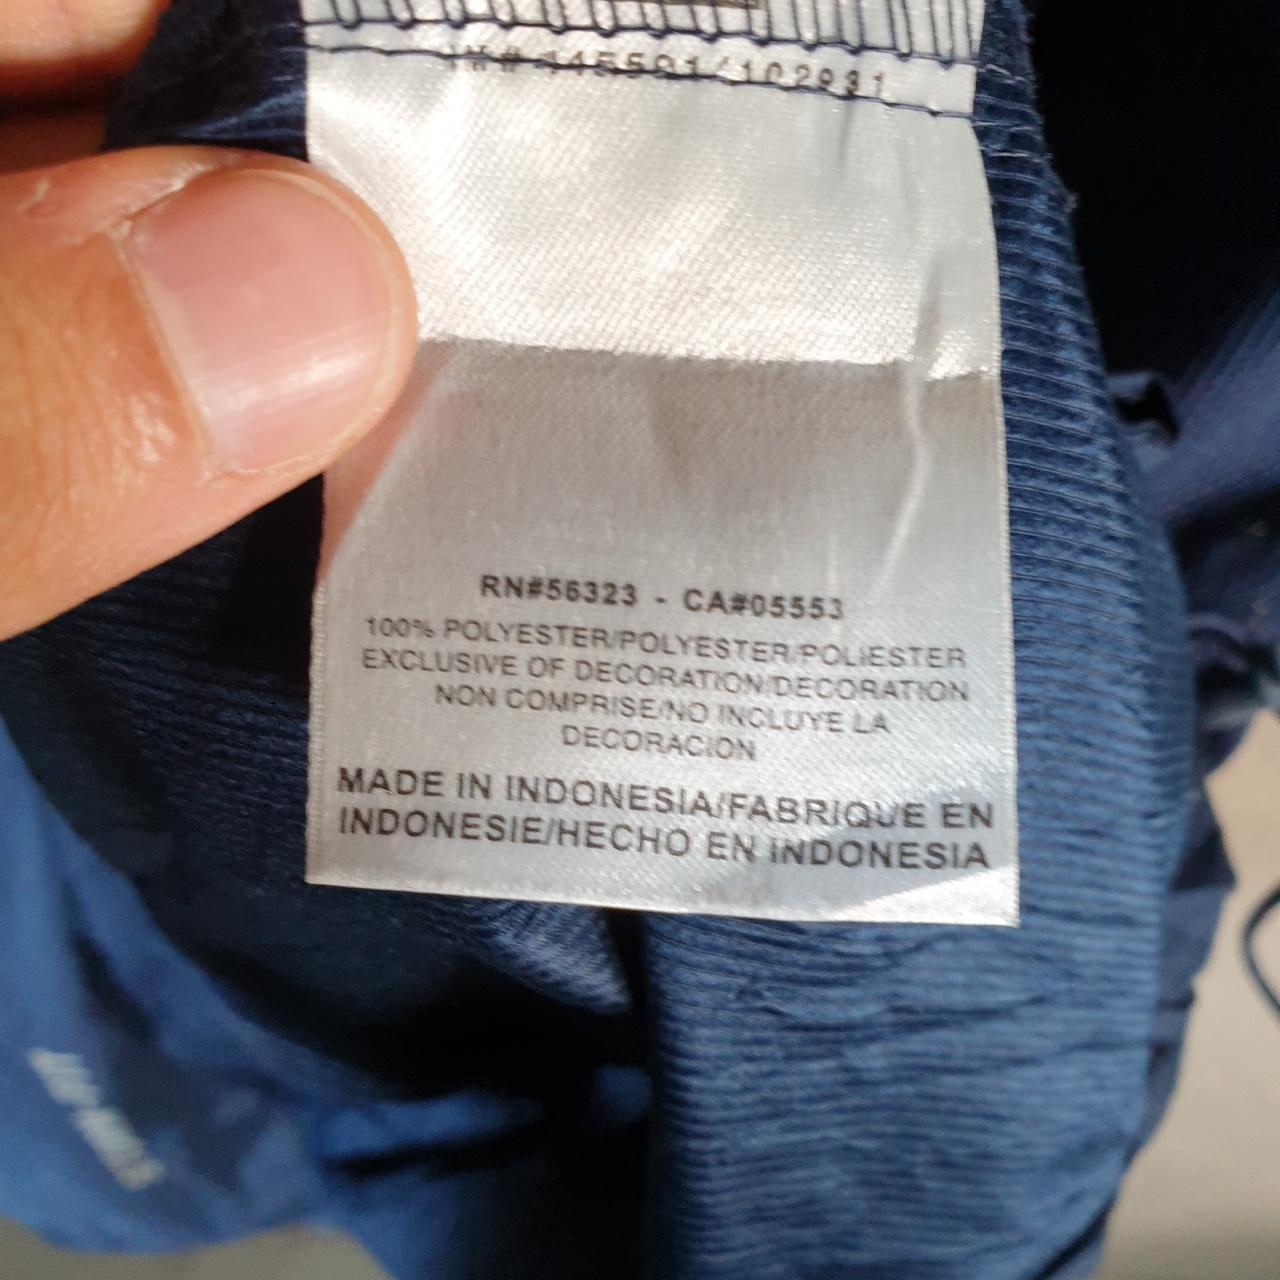 RN#56323 - CA#05553
100% POLYESTER/POLYESTER/POLIESTER
EXCLUSIVE OF DECORATION/DECORATION
NON COMPRISE/NO INCLUYE LA
DECORACION
MADE IN INDONESIA/FABRIQUE EN
INDONESIE/HECHO EN INDONESIA